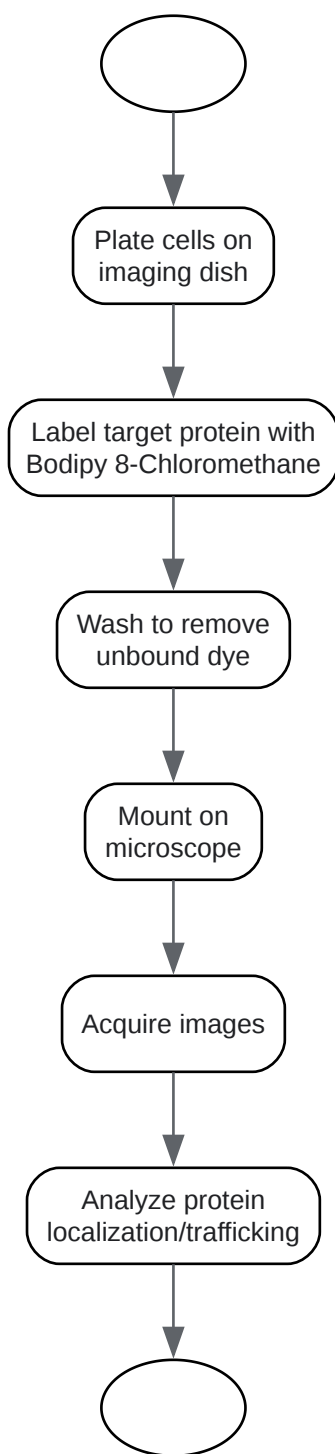 Plate cells on
imaging dish
Label target protein with
Bodipy 8-Chloromethane
Wash to remove
unbound dye
Mount on
microscope
Acquire images
Analyze protein
localization/trafficking